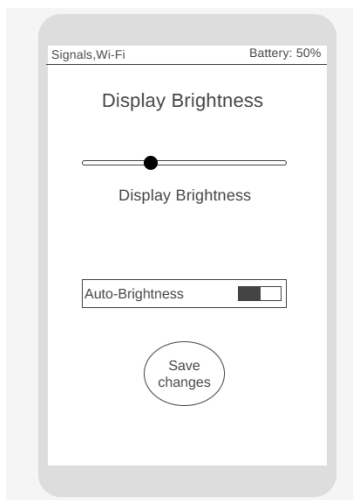 Signals,Wi-Fi Battery: 50%
Display Brightness
Display Brightness
Auto-Brightness
Save
changes